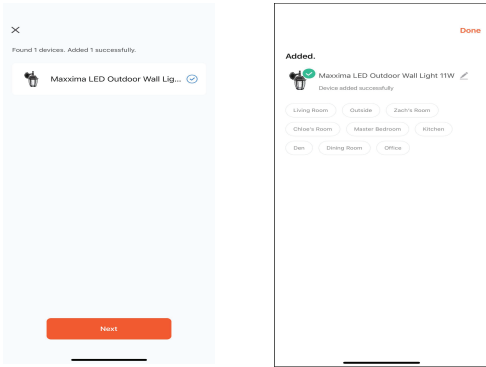 Found 1 devices. Added 1 successfully.
Maxxima LED Outdoor Wall Lig...
Next
Done
Added.
Maxxima LED Outdoor Wall Light 11W
Device added successfully
Living Room Outside Zach's Room
Chloe's Room Master Bedroom Kitchen
Den Dining Room Office